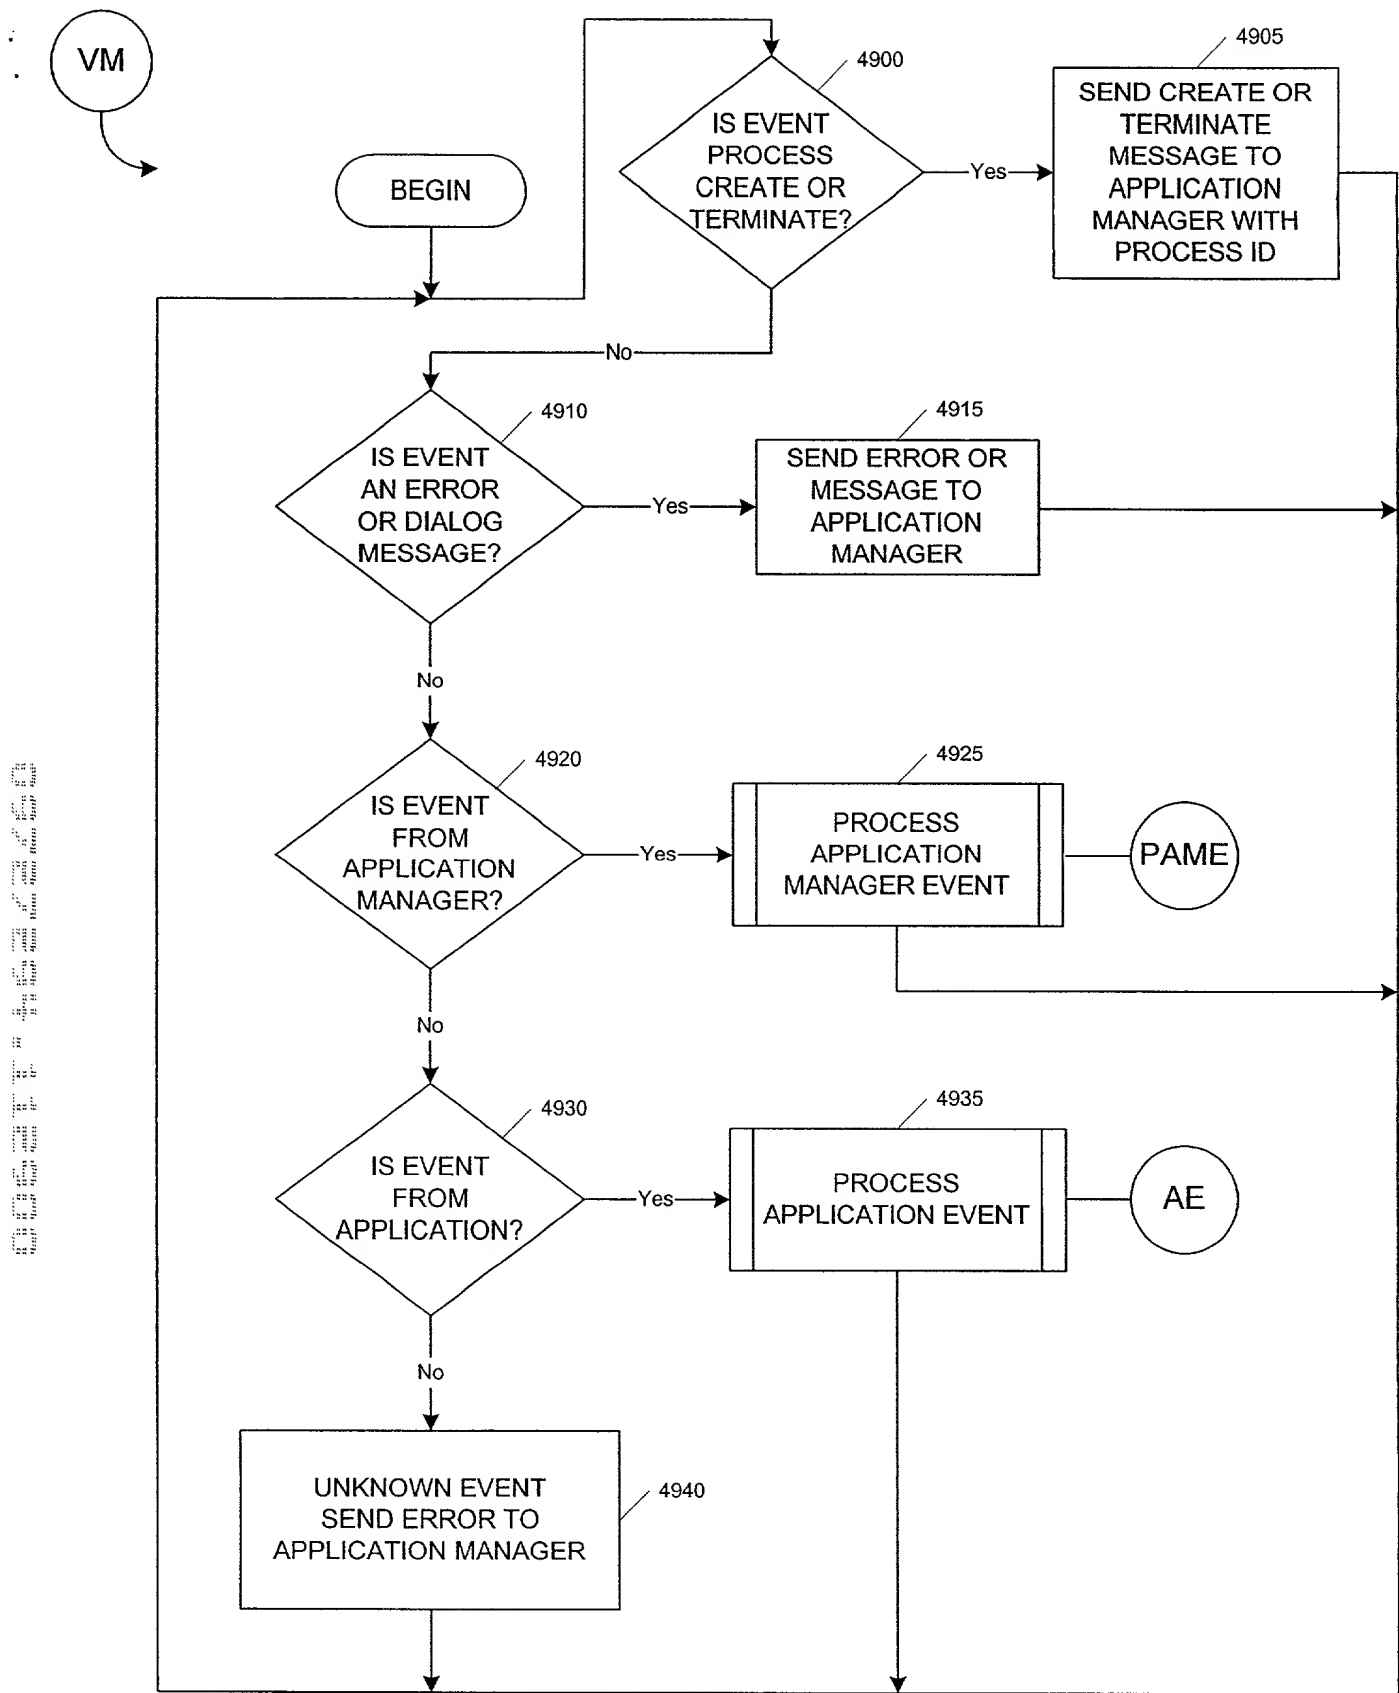 VM
4900
4905
IS EVENT
PROCESS
CREATE OR
TERMINATE?
Yes
SEND CREATE OR
TERMINATE
MESSAGE TO
APPLICATION
MANAGER WITH
PROCESS ID
BEGIN
No
4910
4915
IS EVENT
AN ERROR
OR DIALOG
MESSAGE?
Yes
SEND ERROR OR
MESSAGE TO
APPLICATION
MANAGER
No
4920
4925
IS EVENT
FROM
APPLICATION
MANAGER?
Yes
PROCESS
APPLICATION
MANAGER EVENT
PAME
No
4930
4935
IS EVENT
FROM
APPLICATION?
Yes
PROCESS
APPLICATION EVENT
AE
No
UNKNOWN EVENT
SEND ERROR TO
APPLICATION MANAGER
4940